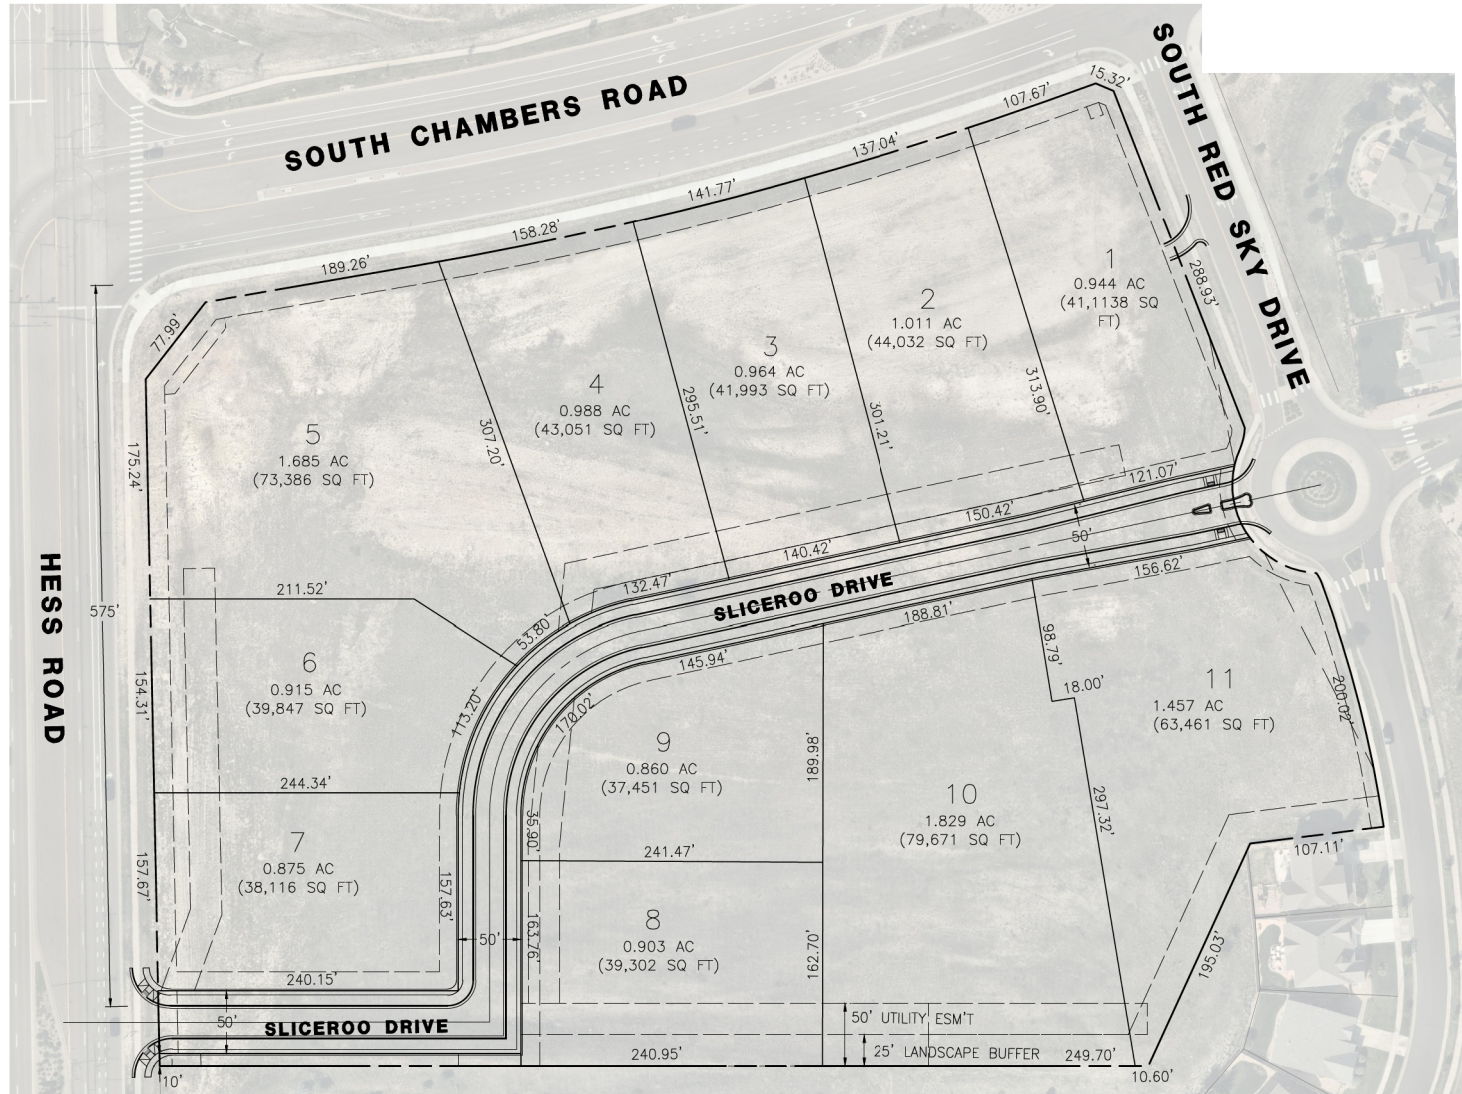 SOUTH CHAMBERS ROAD
SOUTH RED SKY DRIVE
HESS ROAD
15.32'
107.67'
137.04'
141.77'
158.28'
189.26'
77.99'
288.93'
1
0.944 AC
(41,1138 SQ
FT)
2
1.011 AC
(44,032 SQ FT)
3
0.964 AC
(41,993 SQ FT)
4
0.988 AC
(43,051 SQ FT)
5
1.685 AC
(73,386 SQ FT)
313.90'
301.21'
295.51'
307.20'
175.24'
575'
121.07'
150.42'
140.42'
132.47'
53.80'
50'
SLICEROO DRIVE
156.62'
188.81'
145.94'
170.02'
113.20'
211.52'
6
0.915 AC
(39,847 SQ FT)
154.31'
244.34'
7
0.875 AC
(38,116 SQ FT)
157.67'
157.63'
240.15'
50'
50'
SLICEROO DRIVE
10'
98.79'
18.00'
11
1.457 AC
(63,461 SQ FT)
200.02'
9
0.860 AC
(37,451 SQ FT)
189.98'
35.90'
241.47'
10
1.829 AC
(79,671 SQ FT)
297.32'
107.11'
195.03'
8
0.903 AC
(39,302 SQ FT)
162.70'
163.76'
50' UTILITY ESM'T
25' LANDSCAPE BUFFER
240.95'
249.70'
10.60'